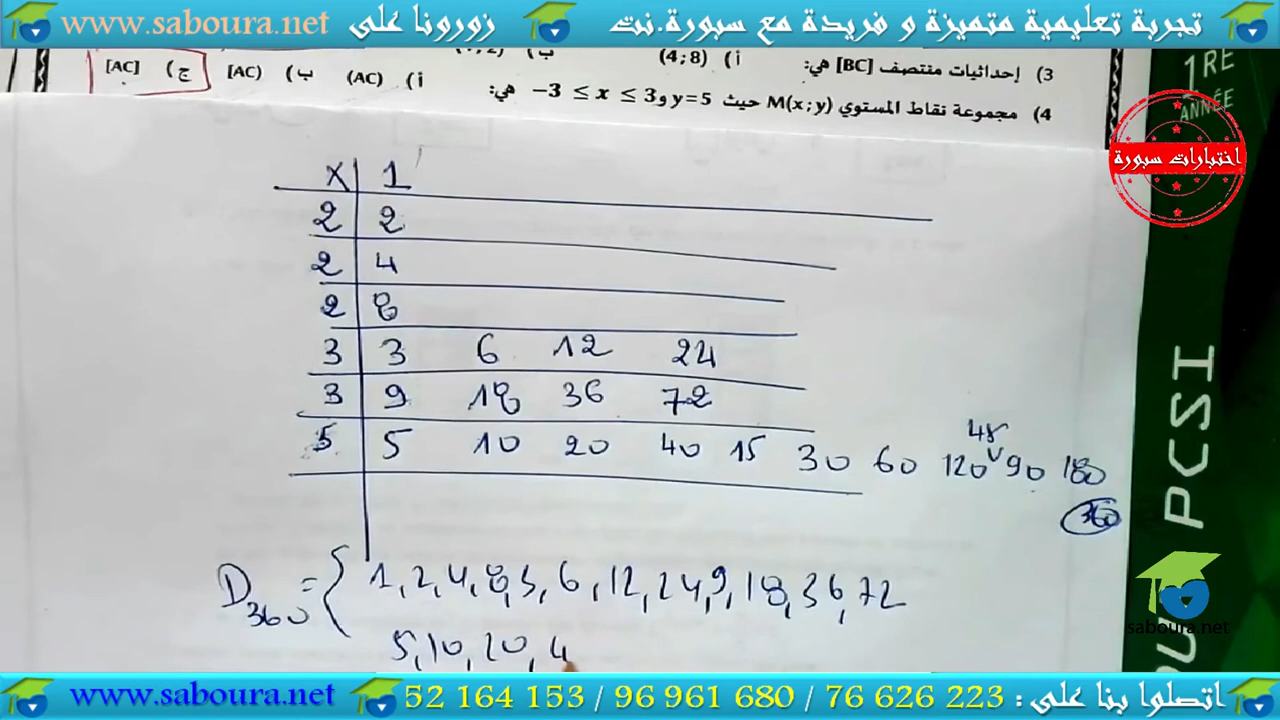 تجربة تعليمية متميزة و فريدة مع سبورة.نت زورونا على www.saboura.net
3) إحداثيات منتصف [BC] هي: أ) (4;8) ب)
4) مجموعة نقاط المستوي M(x;y) حيث y=5 و −3 ≤ x ≤ 3 هي: أ) (AC) ب) [AC) ج) [AC]
1RE
ANNÉE
اختبارات سبورة
x 1
2 2
2 4
2 8
3 3 6 12 24
3 9 18 36 72
5 5 10 20 40 15 30 60 120 45 90 180
360
D360 = { 1, 2, 4, 8, 3, 6, 12, 24, 9, 18, 36, 72
5, 10, 20, 4
PCSI
saboura.net
اتصلوا بنا على : 52 164 153 / 96 961 680 / 76 626 223 www.saboura.net